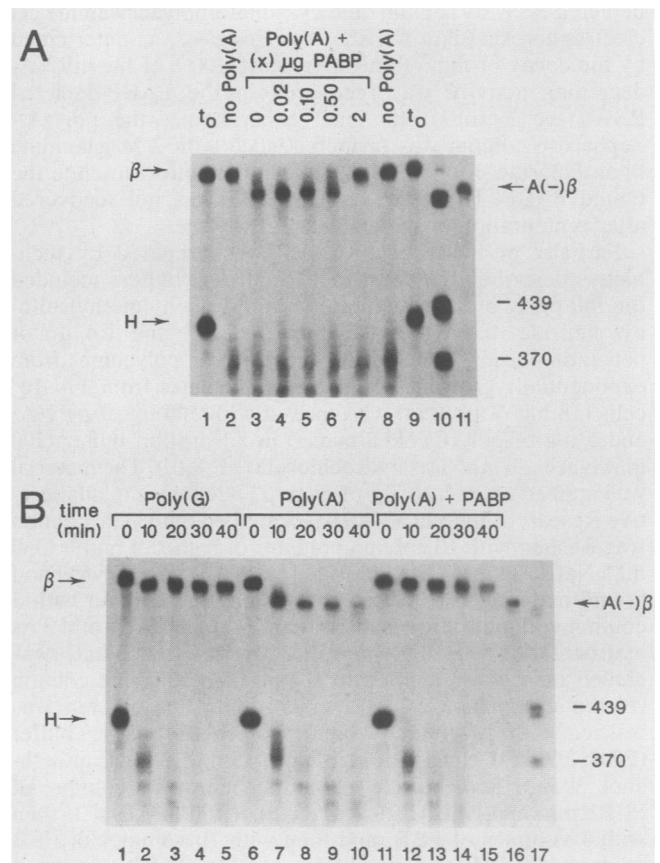 A
Poly(A) +
(x) µg PABP
t₀
no Poly(A)
0
0.02
0.10
0.50
2
no Poly(A)
t₀
β→
←A(-)β
H→
-439
-370
1 2 3 4 5 6 7 8 9 10 11
B
time
(min)
Poly(G) Poly(A) Poly(A) + PABP
0 10 20 30 40 0 10 20 30 40 0 10 20 30 40
β→
←A(-)β
H→
-439
-370
1 2 3 4 5 6 7 8 9 10 11 12 13 14 15 16 17